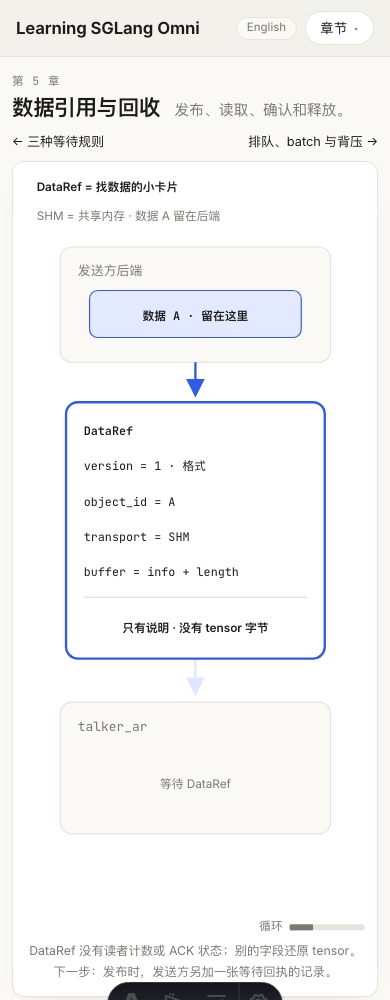 Learning SGLang Omni
English
章节
第 5 章
数据引用与回收 发布、读取、确认和释放。
← 三种等待规则
排队、batch 与背压 →
DataRef = 找数据的小卡片
SHM = 共享内存 · 数据 A 留在后端
发送方后端
数据 A · 留在这里
DataRef
version = 1 · 格式
object_id = A
transport = SHM
buffer = info + length
只有说明 · 没有 tensor 字节
talker_ar
等待 DataRef
循环
DataRef 没有读者计数或 ACK 状态；别的字段还原 tensor。
下一步：发布时，发送方另加一张等待回执的记录。